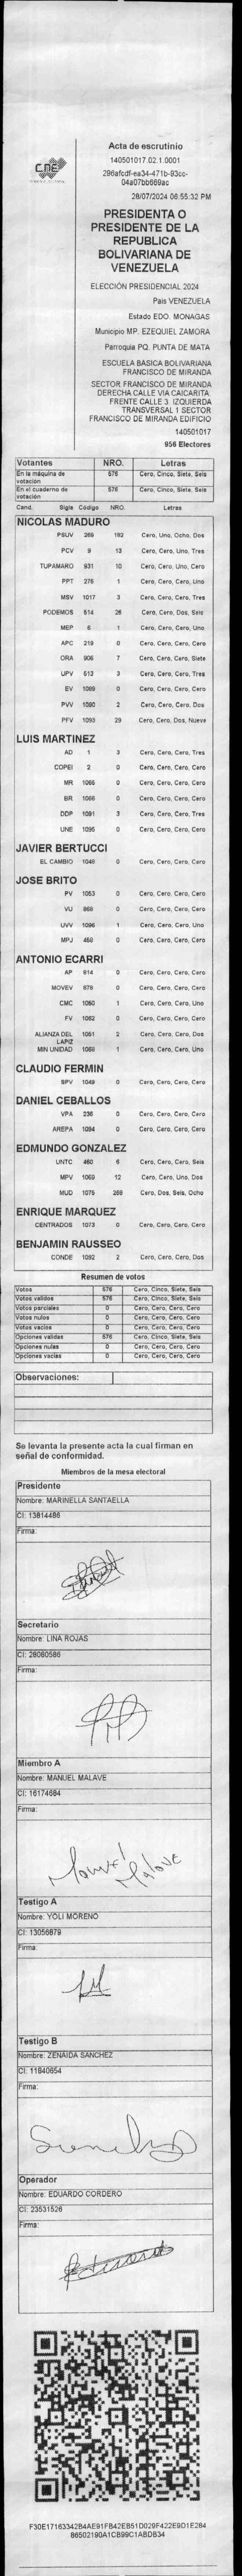 CNE
Acta de escrutinio
140501017.02.1.0001
04a07bb669ac
28/07/2024 06:55:32 PM
PRESIDENTA O
PRESIDENTE DE LA
REPUBLICA
BOLIVARIANA DE
VENEZUELA
ELECCIÓN PRESIDENCIAL 2024
Pais VENEZUELA
Estado EDO. MONAGAS
Municipio MP. EZEQUIEL ZAMORA
Parroquia PQ. PUNTA DE MATA
ESCUELA BASICA BOLIVARIANA
FRANCISCO DE MIRANDA
SECTOR FRANCISCO DE MIRANDA
DERECHA CALLE VIA CAICARITA.
FRENTE CALLE 3. IZQUIERDA
TRANSVERSAL 1 SECTOR
FRANCISCO DE MIRANDA EDIFICIO
140501017
956 Electores
Votantes NRO. Letras
En la máquina de votación 576 Cero, Cinco, Siete, Seis
En el cuaderno de votación 576 Cero, Cinco, Siete, Seis
Cand. Sigla Código NRO. Letras
NICOLAS MADURO
PSUV 269 192 Cero, Uno, Ocho, Dos
PCV 9 13 Cero, Cero, Uno, Tres
TUPAMARO 931 10 Cero, Cero, Uno, Cero
PPT 276 1 Cero, Cero, Cero, Uno
MSV 1017 3 Cero, Cero, Cero, Tres
PODEMOS 514 26 Cero, Cero, Dos, Seis
MEP 6 1 Cero, Cero, Cero, Uno
APC 219 0 Cero, Cero, Cero, Cero
ORA 906 7 Cero, Cero, Cero, Siete
UPV 513 3 Cero, Cero, Cero, Tres
EV 1089 0 Cero, Cero, Cero, Cero
PVV 1090 2 Cero, Cero, Cero, Dos
PFV 1093 29 Cero, Cero, Dos, Nueve
LUIS MARTINEZ
AD 1 3 Cero, Cero, Cero, Tres
COPEI 2 0 Cero, Cero, Cero, Cero
MR 1065 0 Cero, Cero, Cero, Cero
BR 1066 0 Cero, Cero, Cero, Cero
DDP 1091 3 Cero, Cero, Cero, Tres
UNE 1095 0 Cero, Cero, Cero, Cero
JAVIER BERTUCCI
EL CAMBIO 1048 0 Cero, Cero, Cero, Cero
JOSE BRITO
PV 1053 0 Cero, Cero, Cero, Cero
VU 868 0 Cero, Cero, Cero, Cero
UVV 1096 1 Cero, Cero, Cero, Uno
MPJ 458 0 Cero, Cero, Cero, Cero
ANTONIO ECARRI
AP 914 0 Cero, Cero, Cero, Cero
MOVEV 878 0 Cero, Cero, Cero, Cero
CMC 1050 1 Cero, Cero, Cero, Uno
FV 1052 0 Cero, Cero, Cero, Cero
ALIANZA DEL LAPIZ 1051 2 Cero, Cero, Cero, Dos
MIN UNIDAD 1068 1 Cero, Cero, Cero, Uno
CLAUDIO FERMIN
SPV 1049 0 Cero, Cero, Cero, Cero
DANIEL CEBALLOS
VPA 236 0 Cero, Cero, Cero, Cero
AREPA 1094 0 Cero, Cero, Cero, Cero
EDMUNDO GONZALEZ
UNTC 460 6 Cero, Cero, Cero, Seis
MPV 1069 12 Cero, Cero, Uno, Dos
MUD 1075 268 Cero, Dos, Seis, Ocho
ENRIQUE MARQUEZ
CENTRADOS 1073 0 Cero, Cero, Cero, Cero
BENJAMIN RAUSSEO
CONDE 1092 2 Cero, Cero, Cero, Dos
Resumen de votos
Votos 576 Cero, Cinco, Siete, Seis
Votos validos 576 Cero, Cinco, Siete, Seis
Votos parciales 0 Cero, Cero, Cero, Cero
Votos nulos 0 Cero, Cero, Cero, Cero
Votos vacios 0 Cero, Cero, Cero, Cero
Opciones validas 576 Cero, Cinco, Siete, Seis
Opciones nulas 0 Cero, Cero, Cero, Cero
Opciones vacias 0 Cero, Cero, Cero, Cero
Observaciones:
Se levanta la presente acta la cual firman en
señal de conformidad.
Miembros de la mesa electoral
Presidente
Nombre: MARINELLA SANTAELLA
CI: 13814486
Firma:
Secretario
Nombre: LINA ROJAS
CI: 28080586
Firma:
Miembro A
Nombre: MANUEL MALAVE
CI: 16174684
Firma:
Manuel Malave
Testigo A
Nombre: YOLI MORENO
CI: 13056879
Firma:
Testigo B
Nombre: ZENAIDA SANCHEZ
CI: 11840654
Firma:
Operador
Nombre: EDUARDO CORDERO
CI: 23531526
Firma:
F30E17163342B4AE91FB42EB51D029F422E9D1E284
86502190A1CB99C1ABDB34